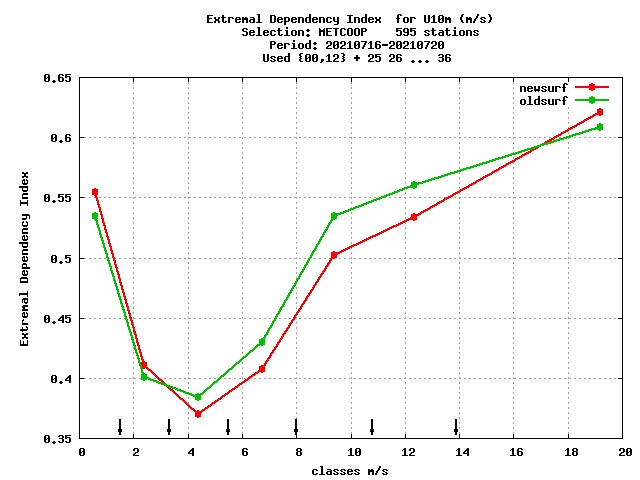 Extremal Dependency Index  for U10m (m/s)
Selection: METCOOP    595 stations
Period: 20210716-20210720
Used {00,12} + 25 26 ... 36
newsurf
oldsurf
Extremal Dependency Index
0.65
0.6
0.55
0.5
0.45
0.4
0.35
0 2 4 6 8 10 12 14 16 18 20
classes m/s